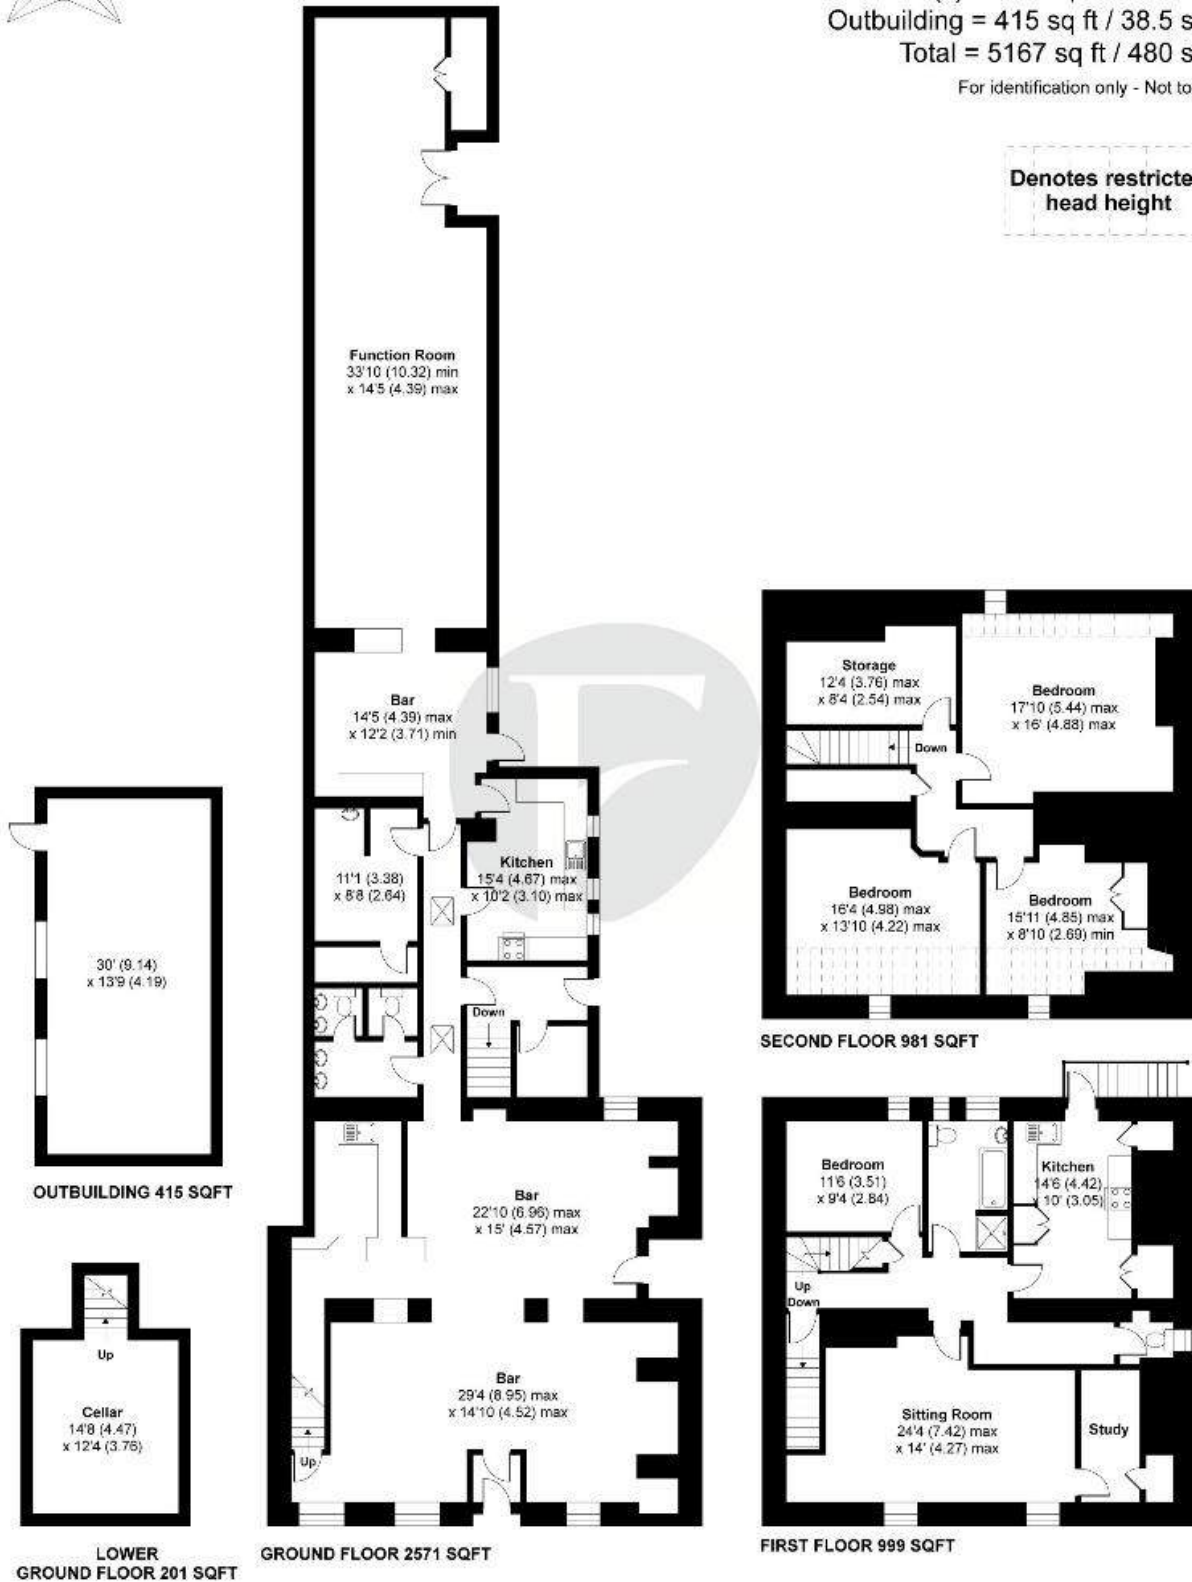 Outbuilding = 415 sq ft / 38.5 s
Total = 5167 sq ft / 480 s
For identification only - Not to
Denotes restricte
head height
Function Room
33'10 (10.32) min
x 14'5 (4.39) max
Bar
14'5 (4.39) max
x 12'2 (3.71) min
Kitchen
15'4 (4.67) max
x 10'2 (3.10) max
11'1 (3.38)
x 8'8 (2.64)
Down
Bar
22'10 (6.96) max
x 15' (4.57) max
Bar
29'4 (8.95) max
x 14'10 (4.52) max
Up
GROUND FLOOR 2571 SQFT
30' (9.14)
x 13'9 (4.19)
OUTBUILDING 415 SQFT
Up
Cellar
14'8 (4.47)
x 12'4 (3.76)
LOWER
GROUND FLOOR 201 SQFT
Storage
12'4 (3.76) max
x 8'4 (2.54) max
Bedroom
17'10 (5.44) max
x 16' (4.88) max
Down
Bedroom
16'4 (4.98) max
x 13'10 (4.22) max
Bedroom
15'11 (4.85) max
x 8'10 (2.69) min
SECOND FLOOR 981 SQFT
Bedroom
11'6 (3.51)
x 9'4 (2.84)
Kitchen
14'6 (4.42)
x 10' (3.05)
Up
Down
Sitting Room
24'4 (7.42) max
x 14' (4.27) max
Study
FIRST FLOOR 999 SQFT